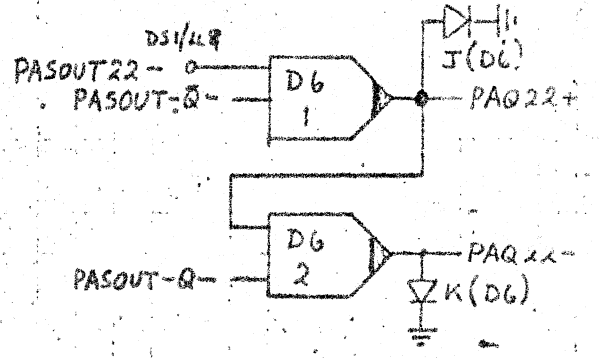 DS1/48
J(D6)
PASOUT22-
D6
PASOUT-Q̄-
1
PAQ22+
D6
PAQ22-
2
PASOUT-Q-
K(D6)